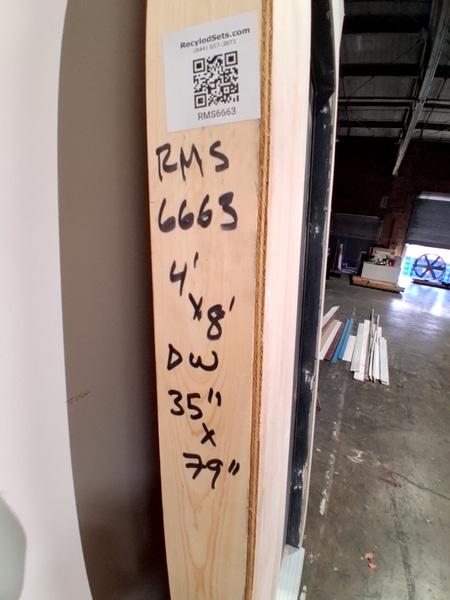 RecyledSets.com
(844) 657-3873
RMS6663
RMS
6663
4'
x8'
DW
35"
x
79"